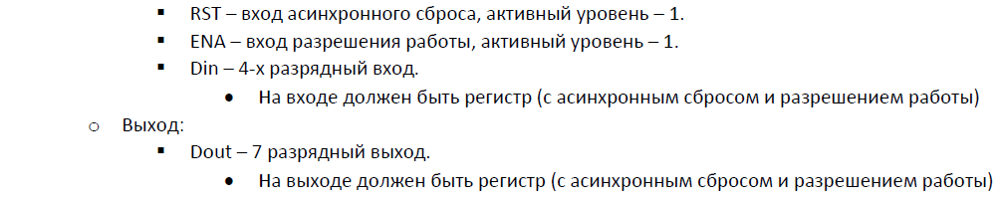 ▪ RST – вход асинхронного сброса, активный уровень – 1.
▪ ENA – вход разрешения работы, активный уровень – 1.
▪ Din – 4-х разрядный вход.
• На входе должен быть регистр (с асинхронным сбросом и разрешением работы)
o Выход:
▪ Dout – 7 разрядный выход.
• На выходе должен быть регистр (с асинхронным сбросом и разрешением работы)